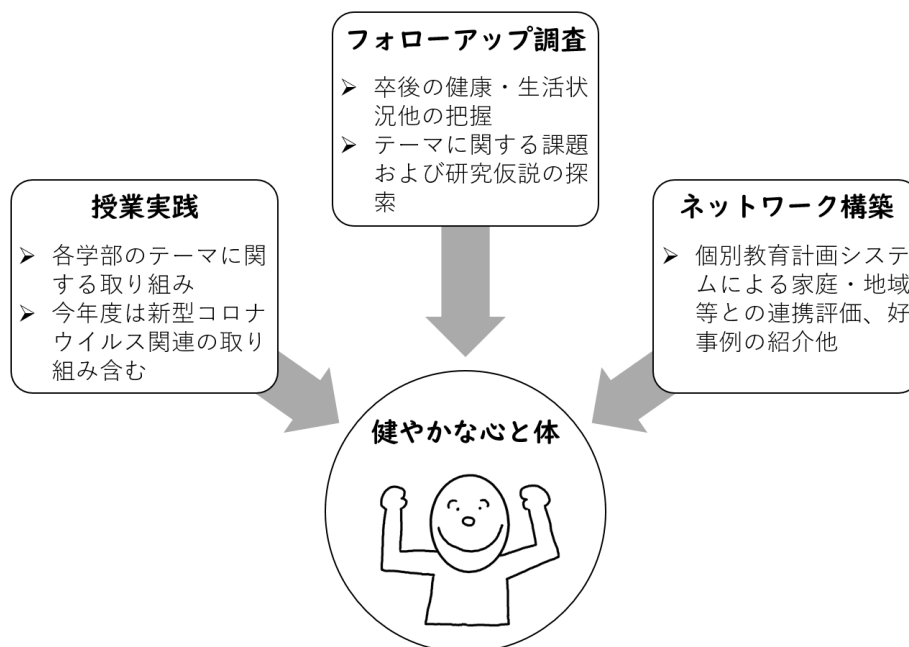 フォローアップ調査
➢ 卒後の健康・生活状
況他の把握
➢ テーマに関する課題
および研究仮説の探
索
授業実践
➢ 各学部のテーマに関
する取り組み
➢ 今年度は新型コロナ
ウイルス関連の取り
組み含む
ネットワーク構築
➢ 個別教育計画システ
ムによる家庭・地域
等との連携評価、好
事例の紹介他
健やかな心と体